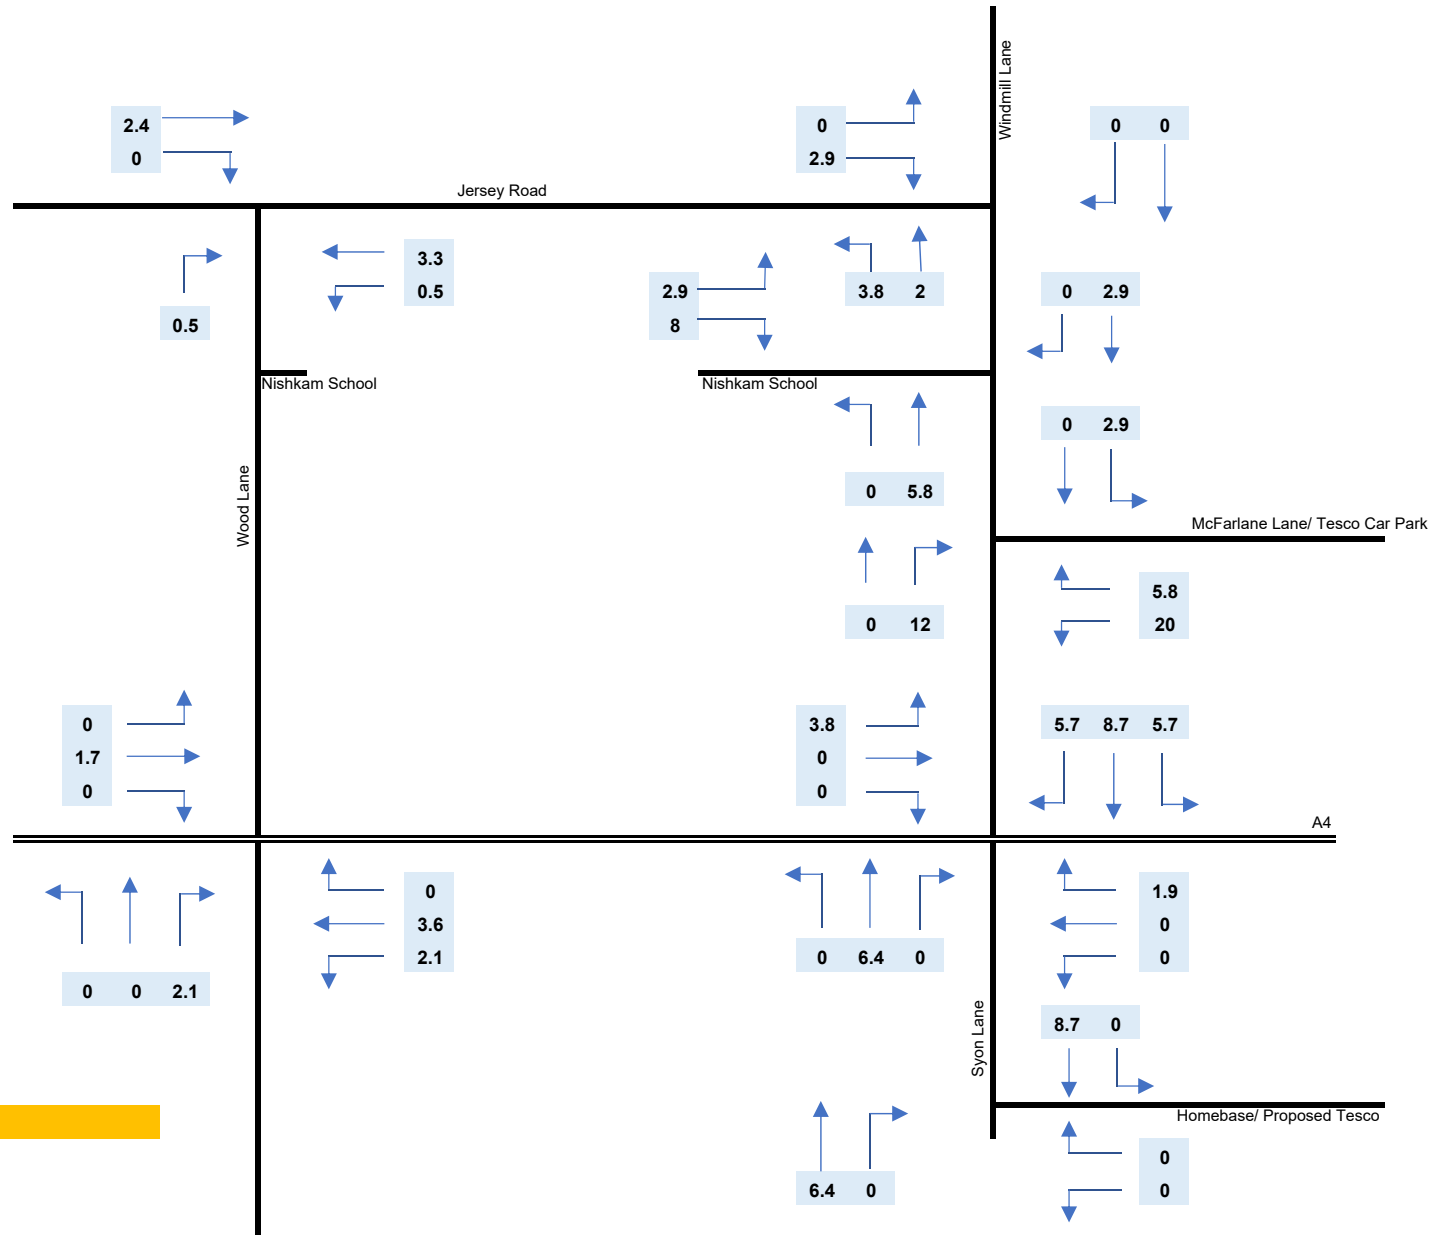 Windmill Lane
2.4
0
0
2.9
0 0
Jersey Road
3.3
0.5
0.5
2.9
8
3.8 2
0 2.9
Nishkam School
Nishkam School
0 2.9
Wood Lane
0 5.8
McFarlane Lane/ Tesco Car Park
5.8
20
0 12
0
1.7
0
3.8
0
0
5.7 8.7 5.7
A4
0
3.6
2.1
0 0 2.1
0 6.4 0
1.9
0
0
Syon Lane
8.7 0
Homebase/ Proposed Tesco
6.4 0
0
0